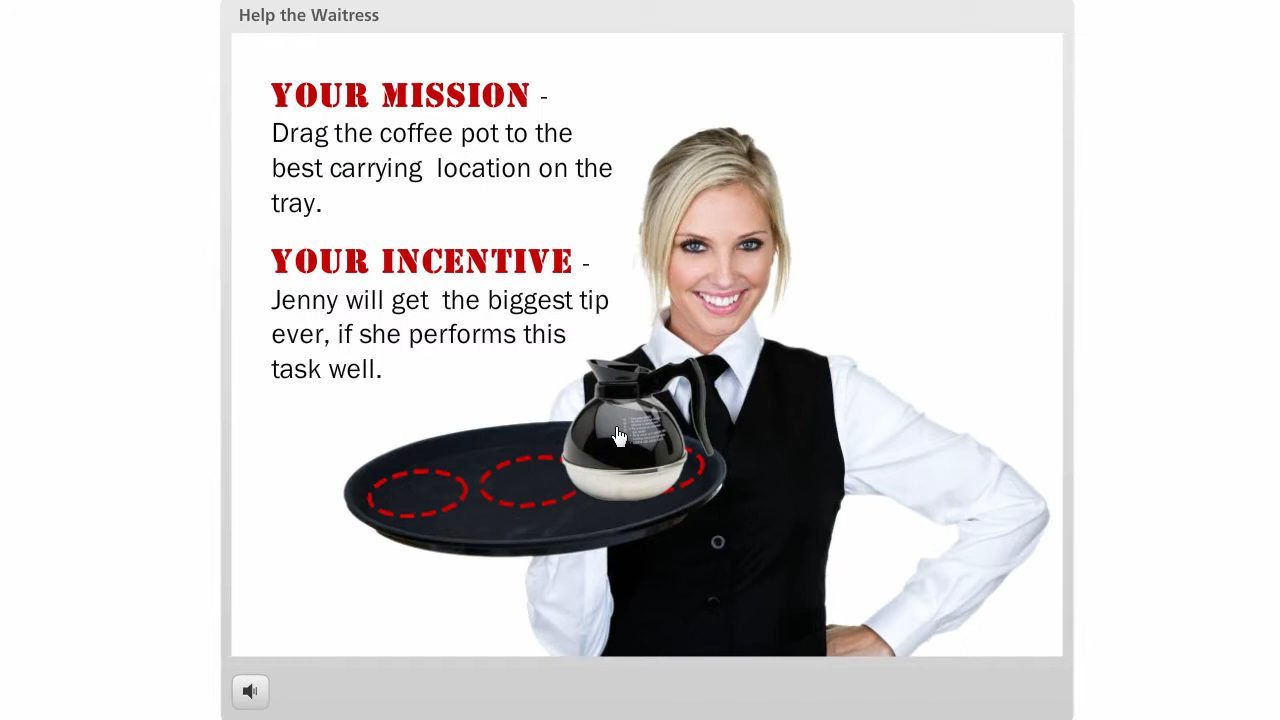 Help the Waitress
YOUR MISSION -
Drag the coffee pot to the
best carrying  location on the
tray.
YOUR INCENTIVE -
Jenny will get  the biggest tip
ever, if she performs this
task well.